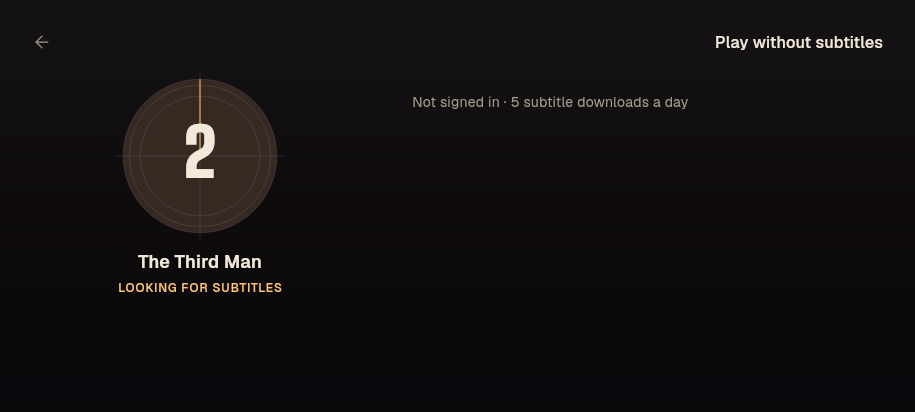 Play without subtitles
Not signed in · 5 subtitle downloads a day
2
The Third Man
LOOKING FOR SUBTITLES